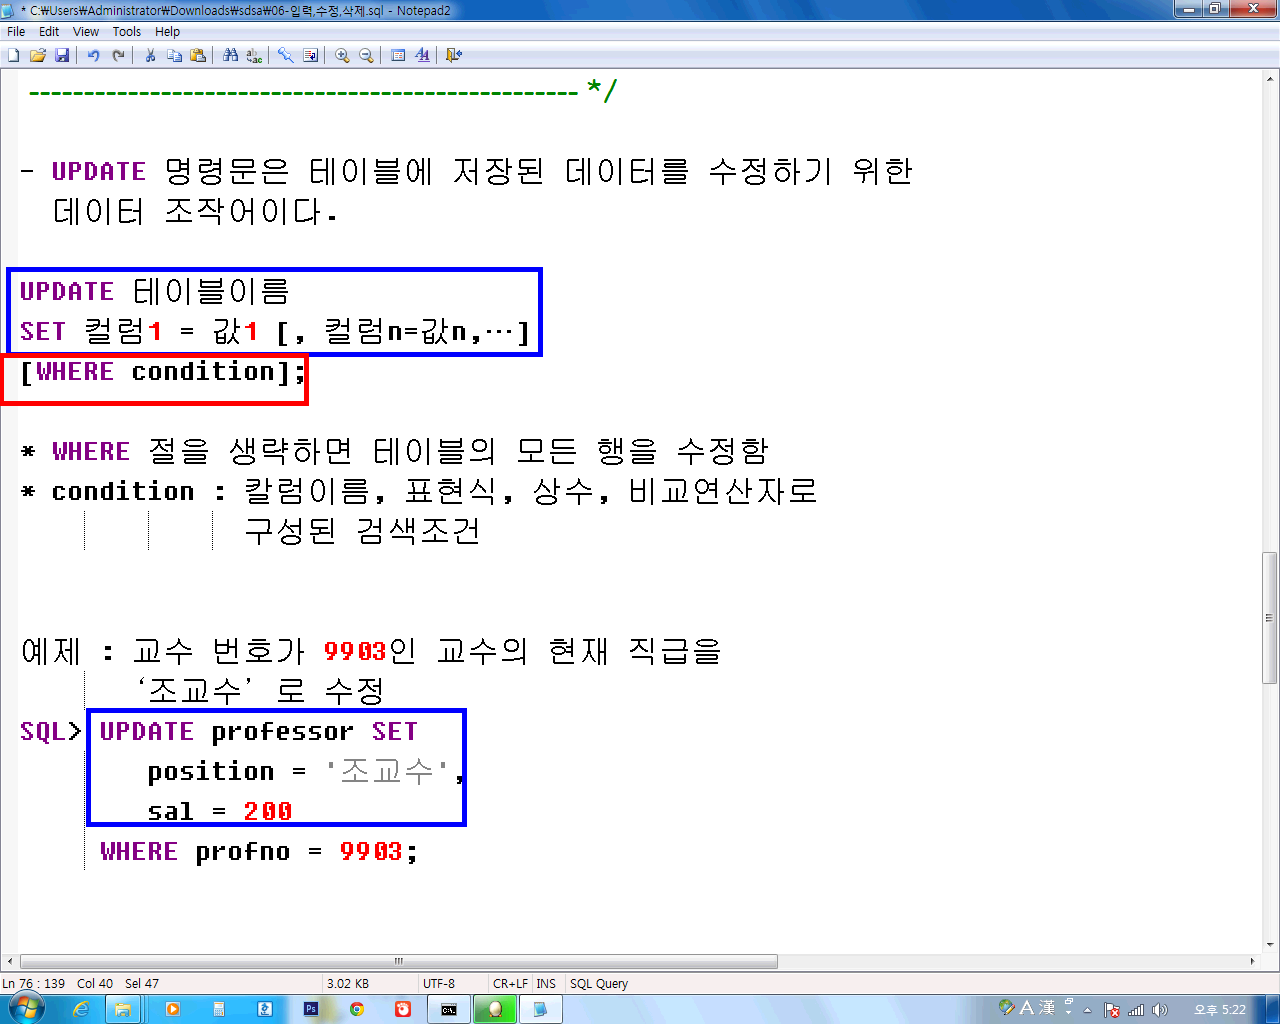 * C:₩Users₩Administrator₩Downloads₩sdsa₩06-입력,수정,삭제.sql - Notepad2
File Edit View Tools Help
-------------------------------------------------- */
- UPDATE 명령문은 테이블에 저장된 데이터를 수정하기 위한
데이터 조작어이다.
UPDATE 테이블이름
SET 컬럼1 = 값1 [, 컬럼n=값n,…]
[WHERE condition];
* WHERE 절을 생략하면 테이블의 모든 행을 수정함
* condition : 칼럼이름, 표현식, 상수, 비교연산자로
구성된 검색조건
예제 : 교수 번호가 9903인 교수의 현재 직급을
‘조교수’ 로 수정
SQL> UPDATE professor SET
position = '조교수',
sal = 200
WHERE profno = 9903;
Ln 76 : 139 Col 40 Sel 47 3.02 KB UTF-8 CR+LF INS SQL Query
A 漢 오후 5:22